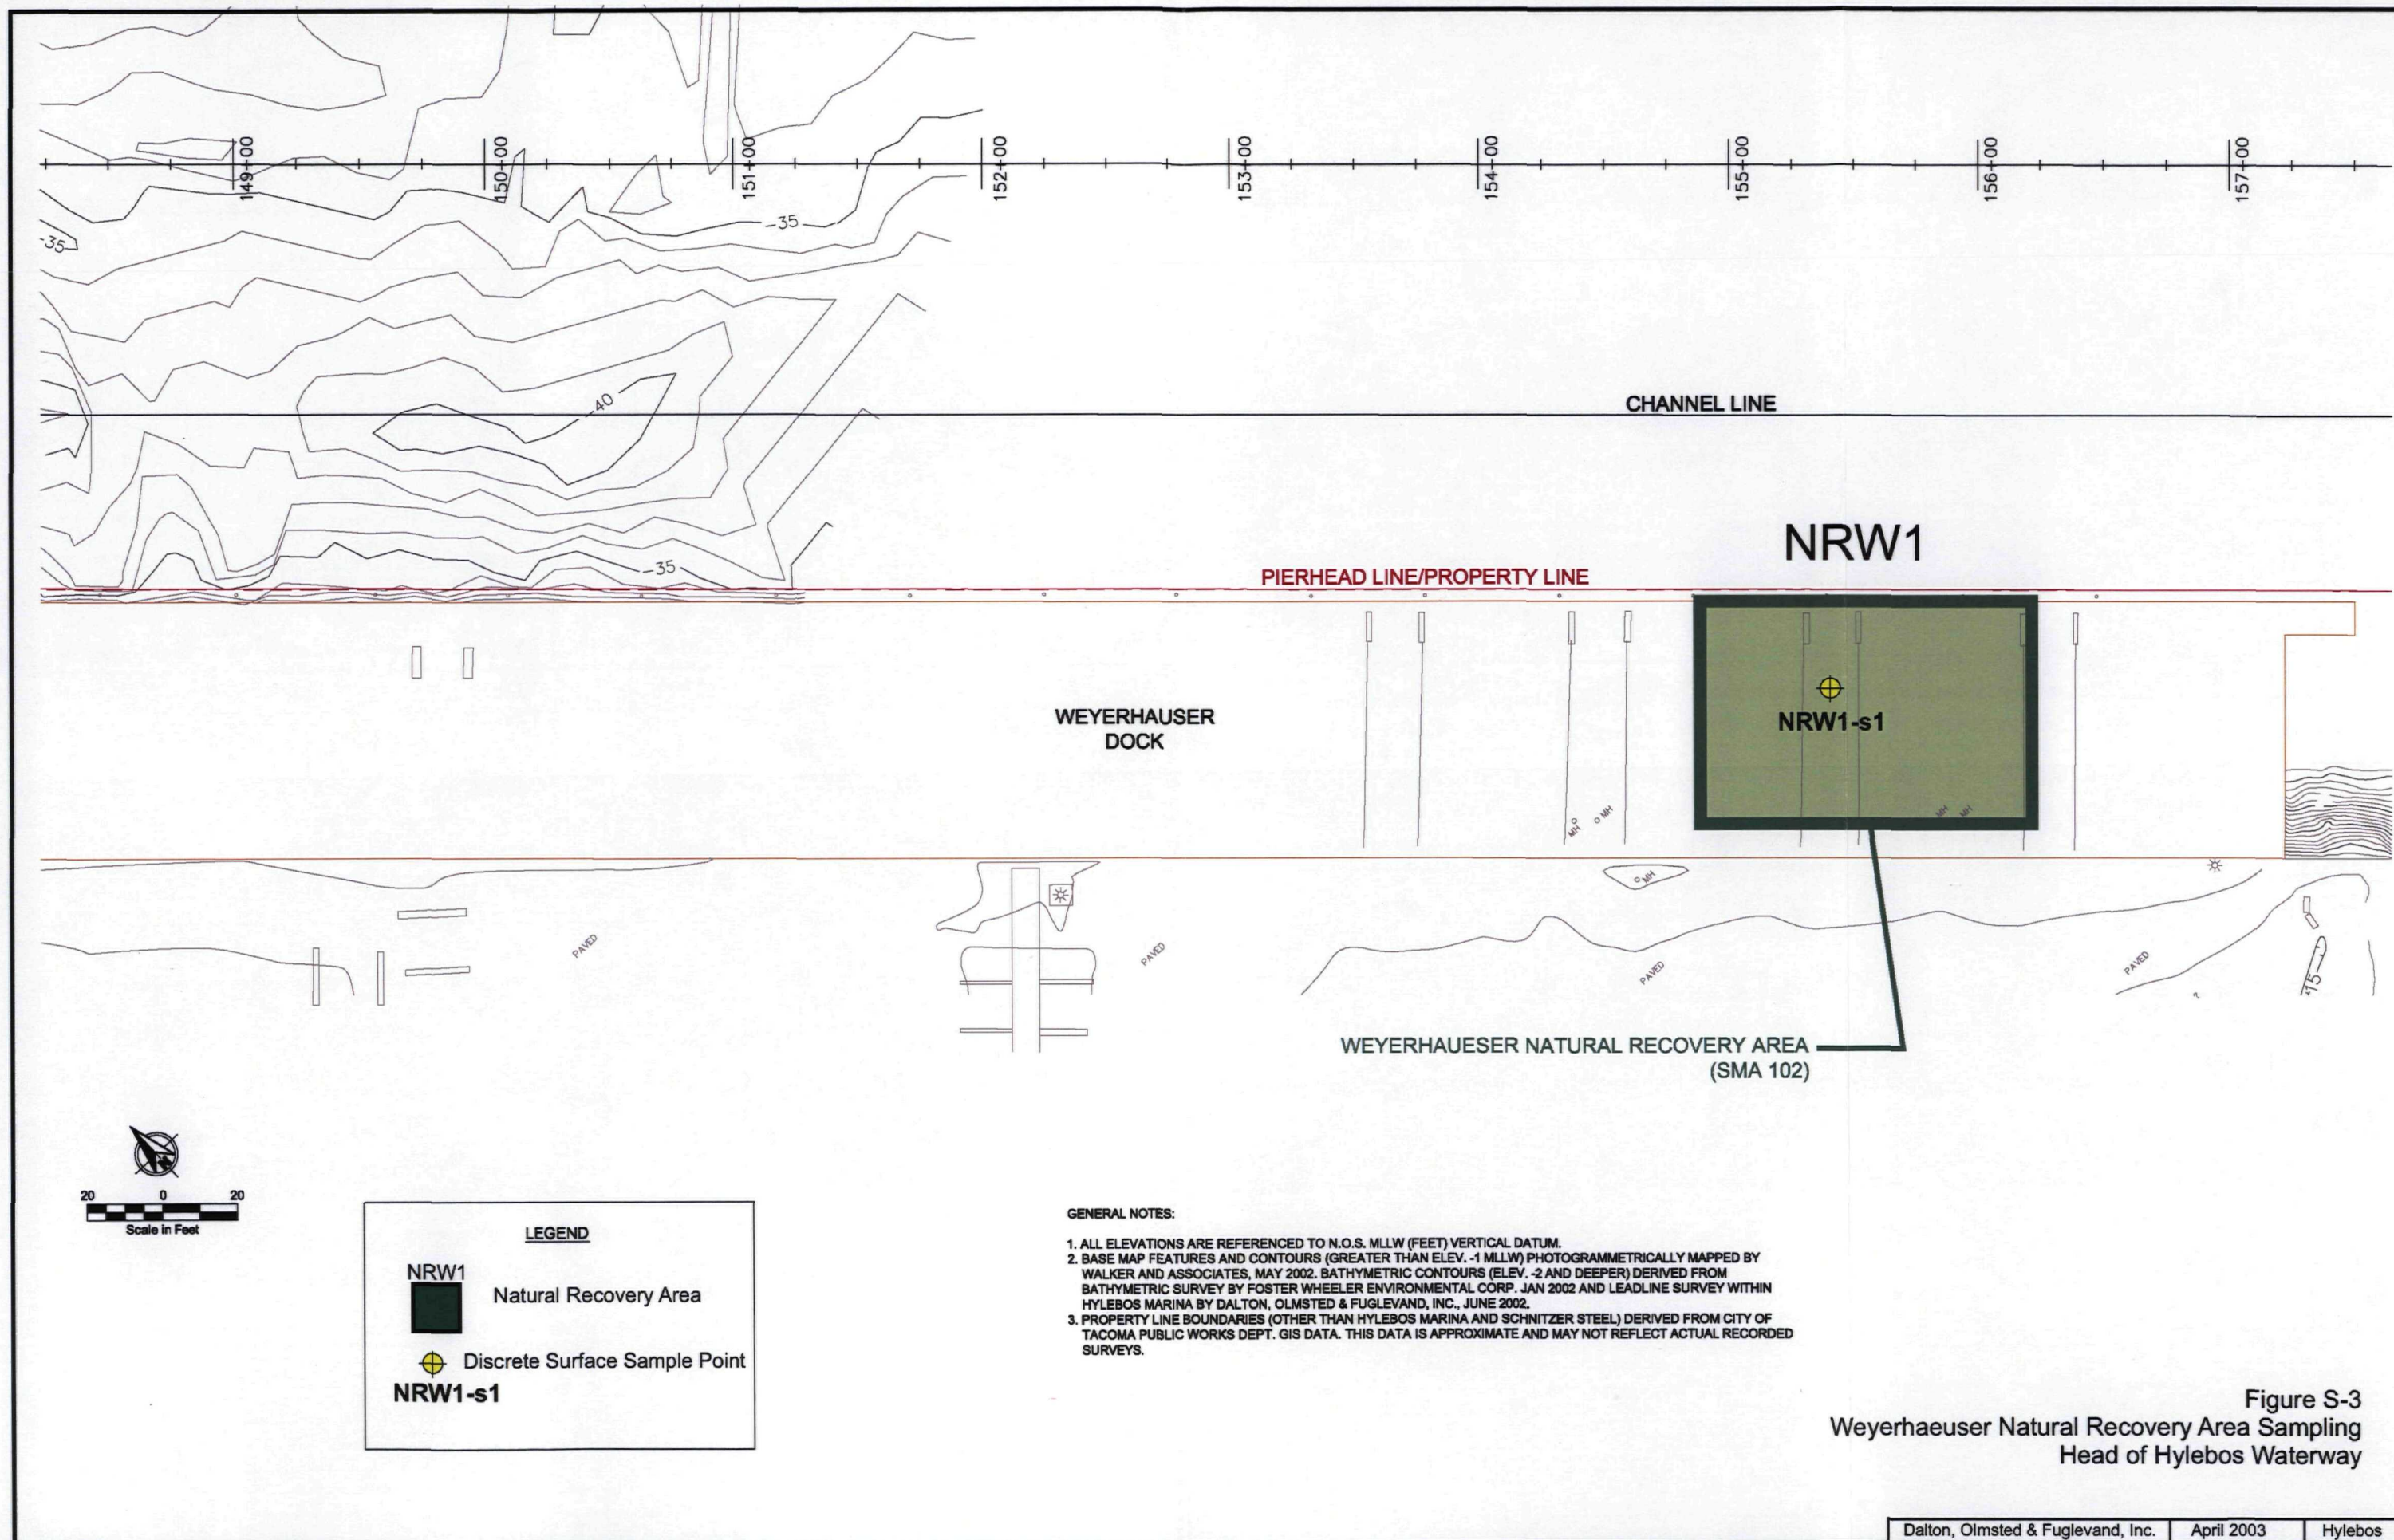 149+00
150+00
151+00
152+00
153+00
154+00
155+00
156+00
157+00
-35
-35
-40
CHANNEL LINE
NRW1
-35
PIERHEAD LINE/PROPERTY LINE
WEYERHAUSER
DOCK
NRW1-s1
MH
MH
MH
MH
MH
PAVED
PAVED
PAVED
PAVED
15
WEYERHAUESER NATURAL RECOVERY AREA
(SMA 102)
N
20 0 20
Scale in Feet
LEGEND
NRW1
Natural Recovery Area
Discrete Surface Sample Point
NRW1-s1
GENERAL NOTES:
1. ALL ELEVATIONS ARE REFERENCED TO N.O.S. MLLW (FEET) VERTICAL DATUM.
2. BASE MAP FEATURES AND CONTOURS (GREATER THAN ELEV. -1 MLLW) PHOTOGRAMMETRICALLY MAPPED BY
WALKER AND ASSOCIATES, MAY 2002. BATHYMETRIC CONTOURS (ELEV. -2 AND DEEPER) DERIVED FROM
BATHYMETRIC SURVEY BY FOSTER WHEELER ENVIRONMENTAL CORP. JAN 2002 AND LEADLINE SURVEY WITHIN
HYLEBOS MARINA BY DALTON, OLMSTED & FUGLEVAND, INC., JUNE 2002.
3. PROPERTY LINE BOUNDARIES (OTHER THAN HYLEBOS MARINA AND SCHNITZER STEEL) DERIVED FROM CITY OF
TACOMA PUBLIC WORKS DEPT. GIS DATA. THIS DATA IS APPROXIMATE AND MAY NOT REFLECT ACTUAL RECORDED
SURVEYS.
Figure S-3
Weyerhaeuser Natural Recovery Area Sampling
Head of Hylebos Waterway
Dalton, Olmsted & Fuglevand, Inc. April 2003 Hylebos